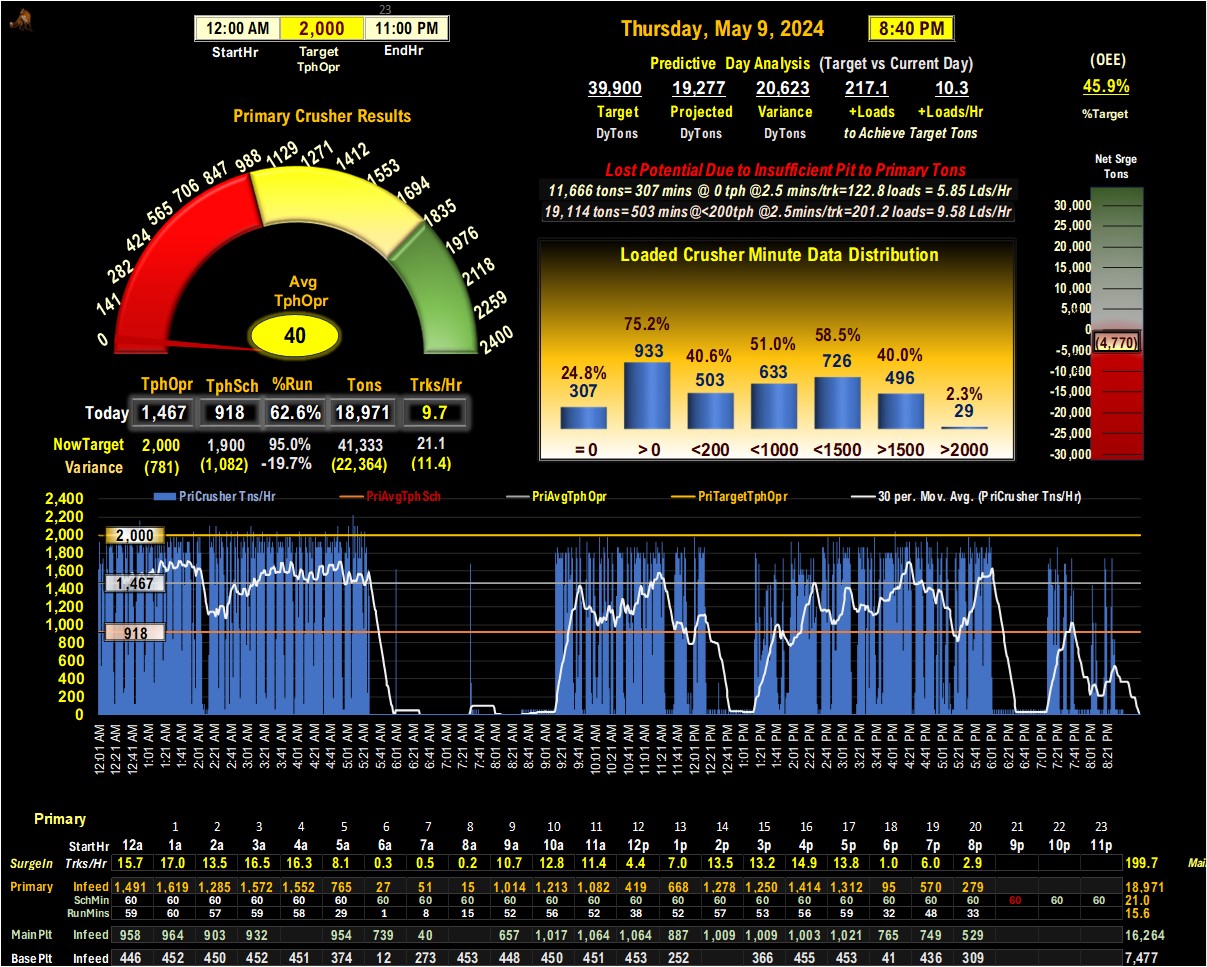 23
12:00 AM 2,000 11:00 PM
StartHr Target TphOpr EndHr
Thursday, May 9, 2024 8:40 PM
Predictive Day Analysis (Target vs Current Day)
39,900 19,277 20,623 217.1 10.3
Target Projected Variance +Loads +Loads/Hr
DyTons DyTons DyTons to Achieve Target Tons
(OEE)
45.9%
%Target
Primary Crusher Results
0 141 282 424 565 706 847 988 1129 1271 1412 1553 1694 1835 1976 2118 2259 2400
Avg
TphOpr
40
Lost Potential Due to Insufficient Pit to Primary Tons
11,666 tons= 307 mins @ 0 tph @2.5 mins/trk=122.8 loads = 5.85 Lds/Hr
19,114 tons= 503 mins@<200tph @2.5mins/trk=201.2 loads= 9.58 Lds/Hr
Net Srge
Tons
30,000
25,000
20,000
15,000
10,000
5,000
0
(4,770)
-5,000
-10,000
-15,000
-20,000
-25,000
-30,000
Loaded Crusher Minute Data Distribution
24.8% 75.2% 40.6% 51.0% 58.5% 40.0% 2.3%
307 933 503 633 726 496 29
= 0 > 0 <200 <1000 <1500 >1500 >2000
TphOpr TphSch %Run Tons Trks/Hr
Today 1,467 918 62.6% 18,971 9.7
NowTarget 2,000 1,900 95.0% 41,333 21.1
Variance (781) (1,082) -19.7% (22,364) (11.4)
PriCrusher Tns/Hr PriAvgTphSch PriAvgTphOpr PriTargetTphOpr 30 per. Mov. Avg. (PriCrusher Tns/Hr)
2,400
2,200
2,000 2,000
1,800
1,600
1,467
1,400
1,200
1,000
918
800
600
400
200
0
12:01 AM 12:21 AM 12:41 AM 1:01 AM 1:21 AM 1:41 AM 2:01 AM 2:21 AM 2:41 AM 3:01 AM 3:21 AM 3:41 AM 4:01 AM 4:21 AM 4:41 AM 5:01 AM 5:21 AM 5:41 AM 6:01 AM 6:21 AM 6:41 AM 7:01 AM 7:21 AM 7:41 AM 8:01 AM 8:21 AM 8:41 AM 9:01 AM 9:21 AM 9:41 AM 10:01 AM 10:21 AM 10:41 AM 11:01 AM 11:21 AM 11:41 AM 12:01 PM 12:21 PM 12:41 PM 1:01 PM 1:21 PM 1:41 PM 2:01 PM 2:21 PM 2:41 PM 3:01 PM 3:21 PM 3:41 PM 4:01 PM 4:21 PM 4:41 PM 5:01 PM 5:21 PM 5:41 PM 6:01 PM 6:21 PM 6:41 PM 7:01 PM 7:21 PM 7:41 PM 8:01 PM 8:21 PM
Primary
1 2 3 4 5 6 7 8 9 10 11 12 13 14 15 16 17 18 19 20 21 22 23
StartHr 12a 1a 2a 3a 4a 5a 6a 7a 8a 9a 10a 11a 12p 1p 2p 3p 4p 5p 6p 7p 8p 9p 10p 11p
SurgeIn Trks/Hr 15.7 17.0 13.5 16.5 16.3 8.1 0.3 0.5 0.2 10.7 12.8 11.4 4.4 7.0 13.5 13.2 14.9 13.8 1.0 6.0 2.9 199.7
Primary Infeed 1,491 1,619 1,285 1,572 1,552 765 27 51 15 1,014 1,213 1,082 419 668 1,278 1,250 1,414 1,312 95 570 279 18,971
SchMin 60 60 60 60 60 60 60 60 60 60 60 60 60 60 60 60 60 60 60 60 60 60 60 60 21.0
RunMins 59 60 57 59 58 29 1 8 15 52 56 52 38 52 57 53 56 59 32 48 33 15.6
MainPlt Infeed 958 964 903 932 954 739 40 657 1,017 1,064 1,064 887 1,009 1,009 1,003 1,021 765 749 529 16,264
BasePlt Infeed 446 452 450 452 451 374 12 273 453 448 450 451 453 252 366 455 453 41 436 309 7,477